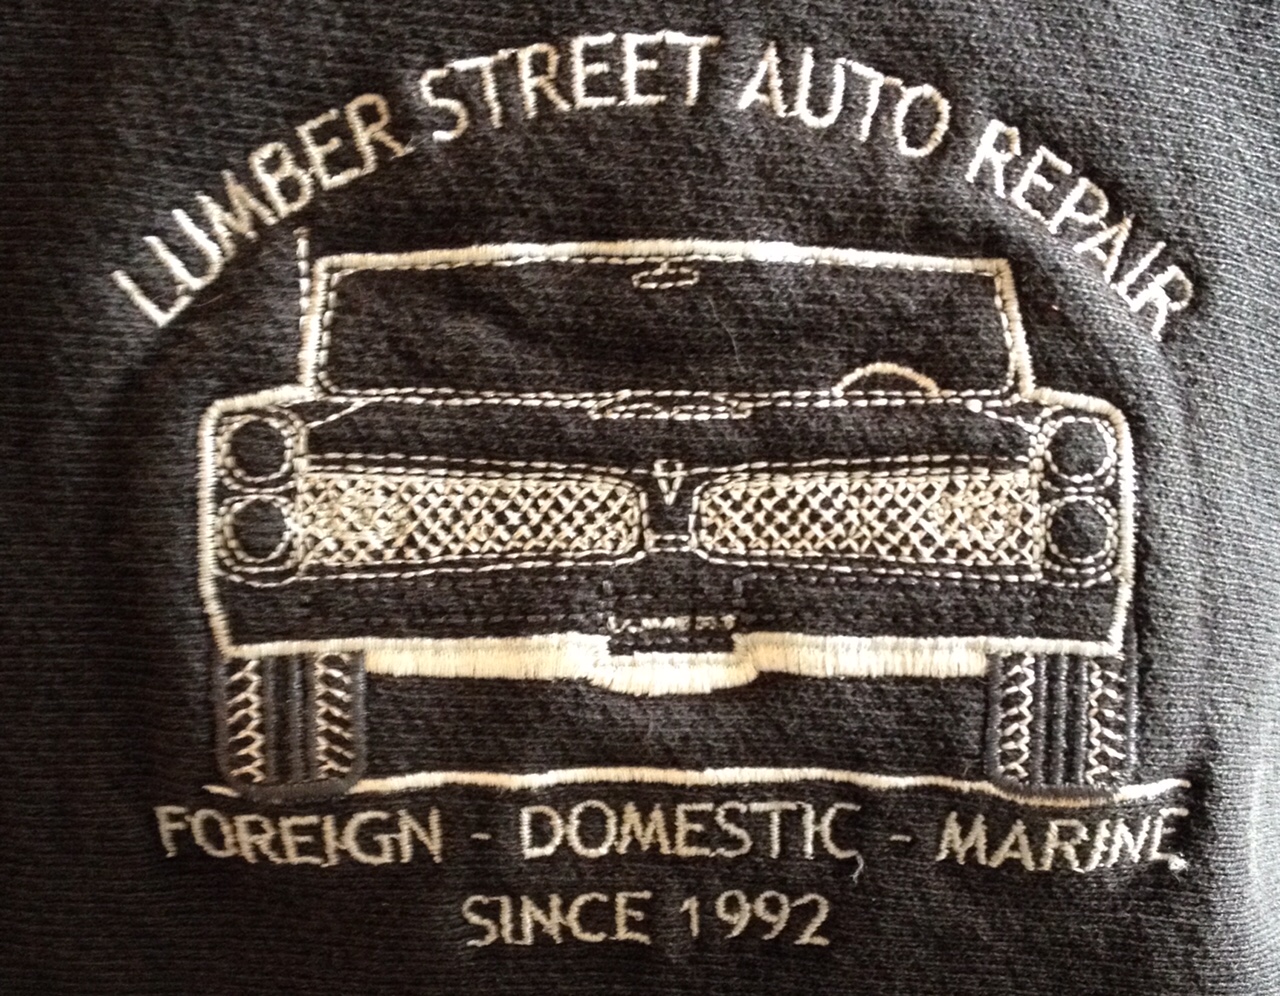 LUMBER STREET AUTO REPAIR
FOREIGN - DOMESTIC - MARINE
SINCE 1992